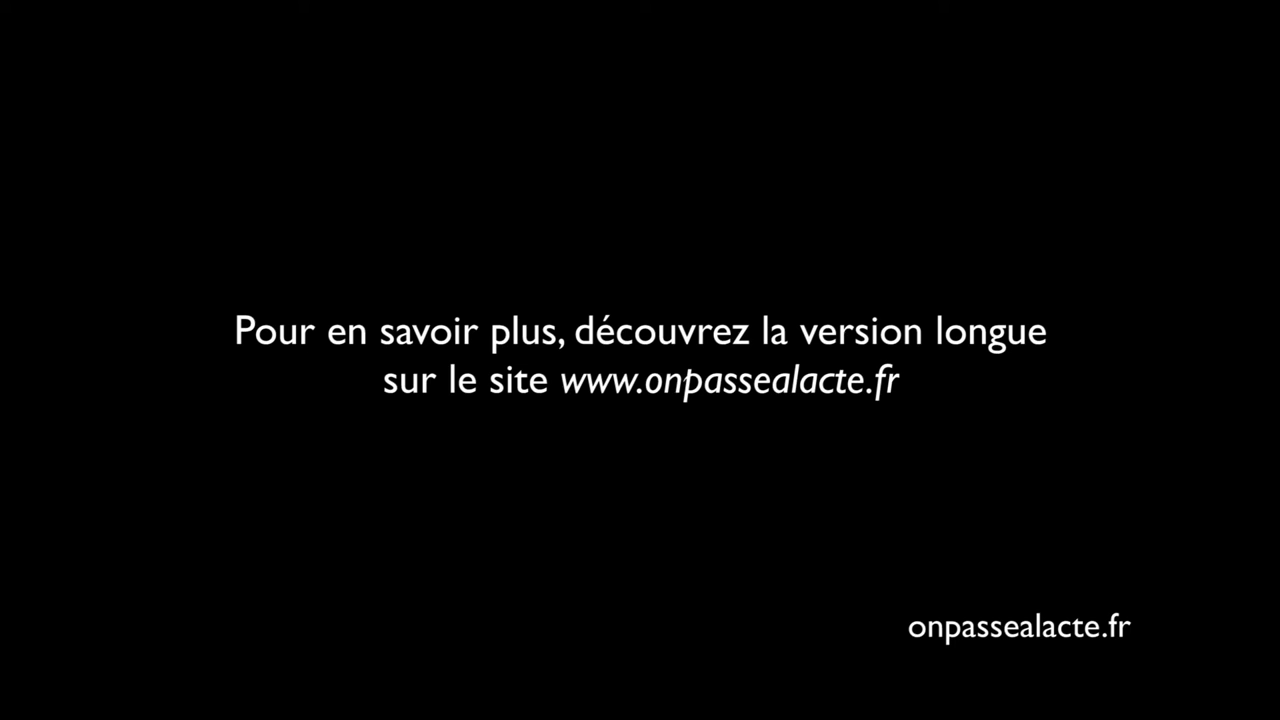 Pour en savoir plus, découvrez la version longue
sur le site www.onpassealacte.fr
onpassealacte.fr